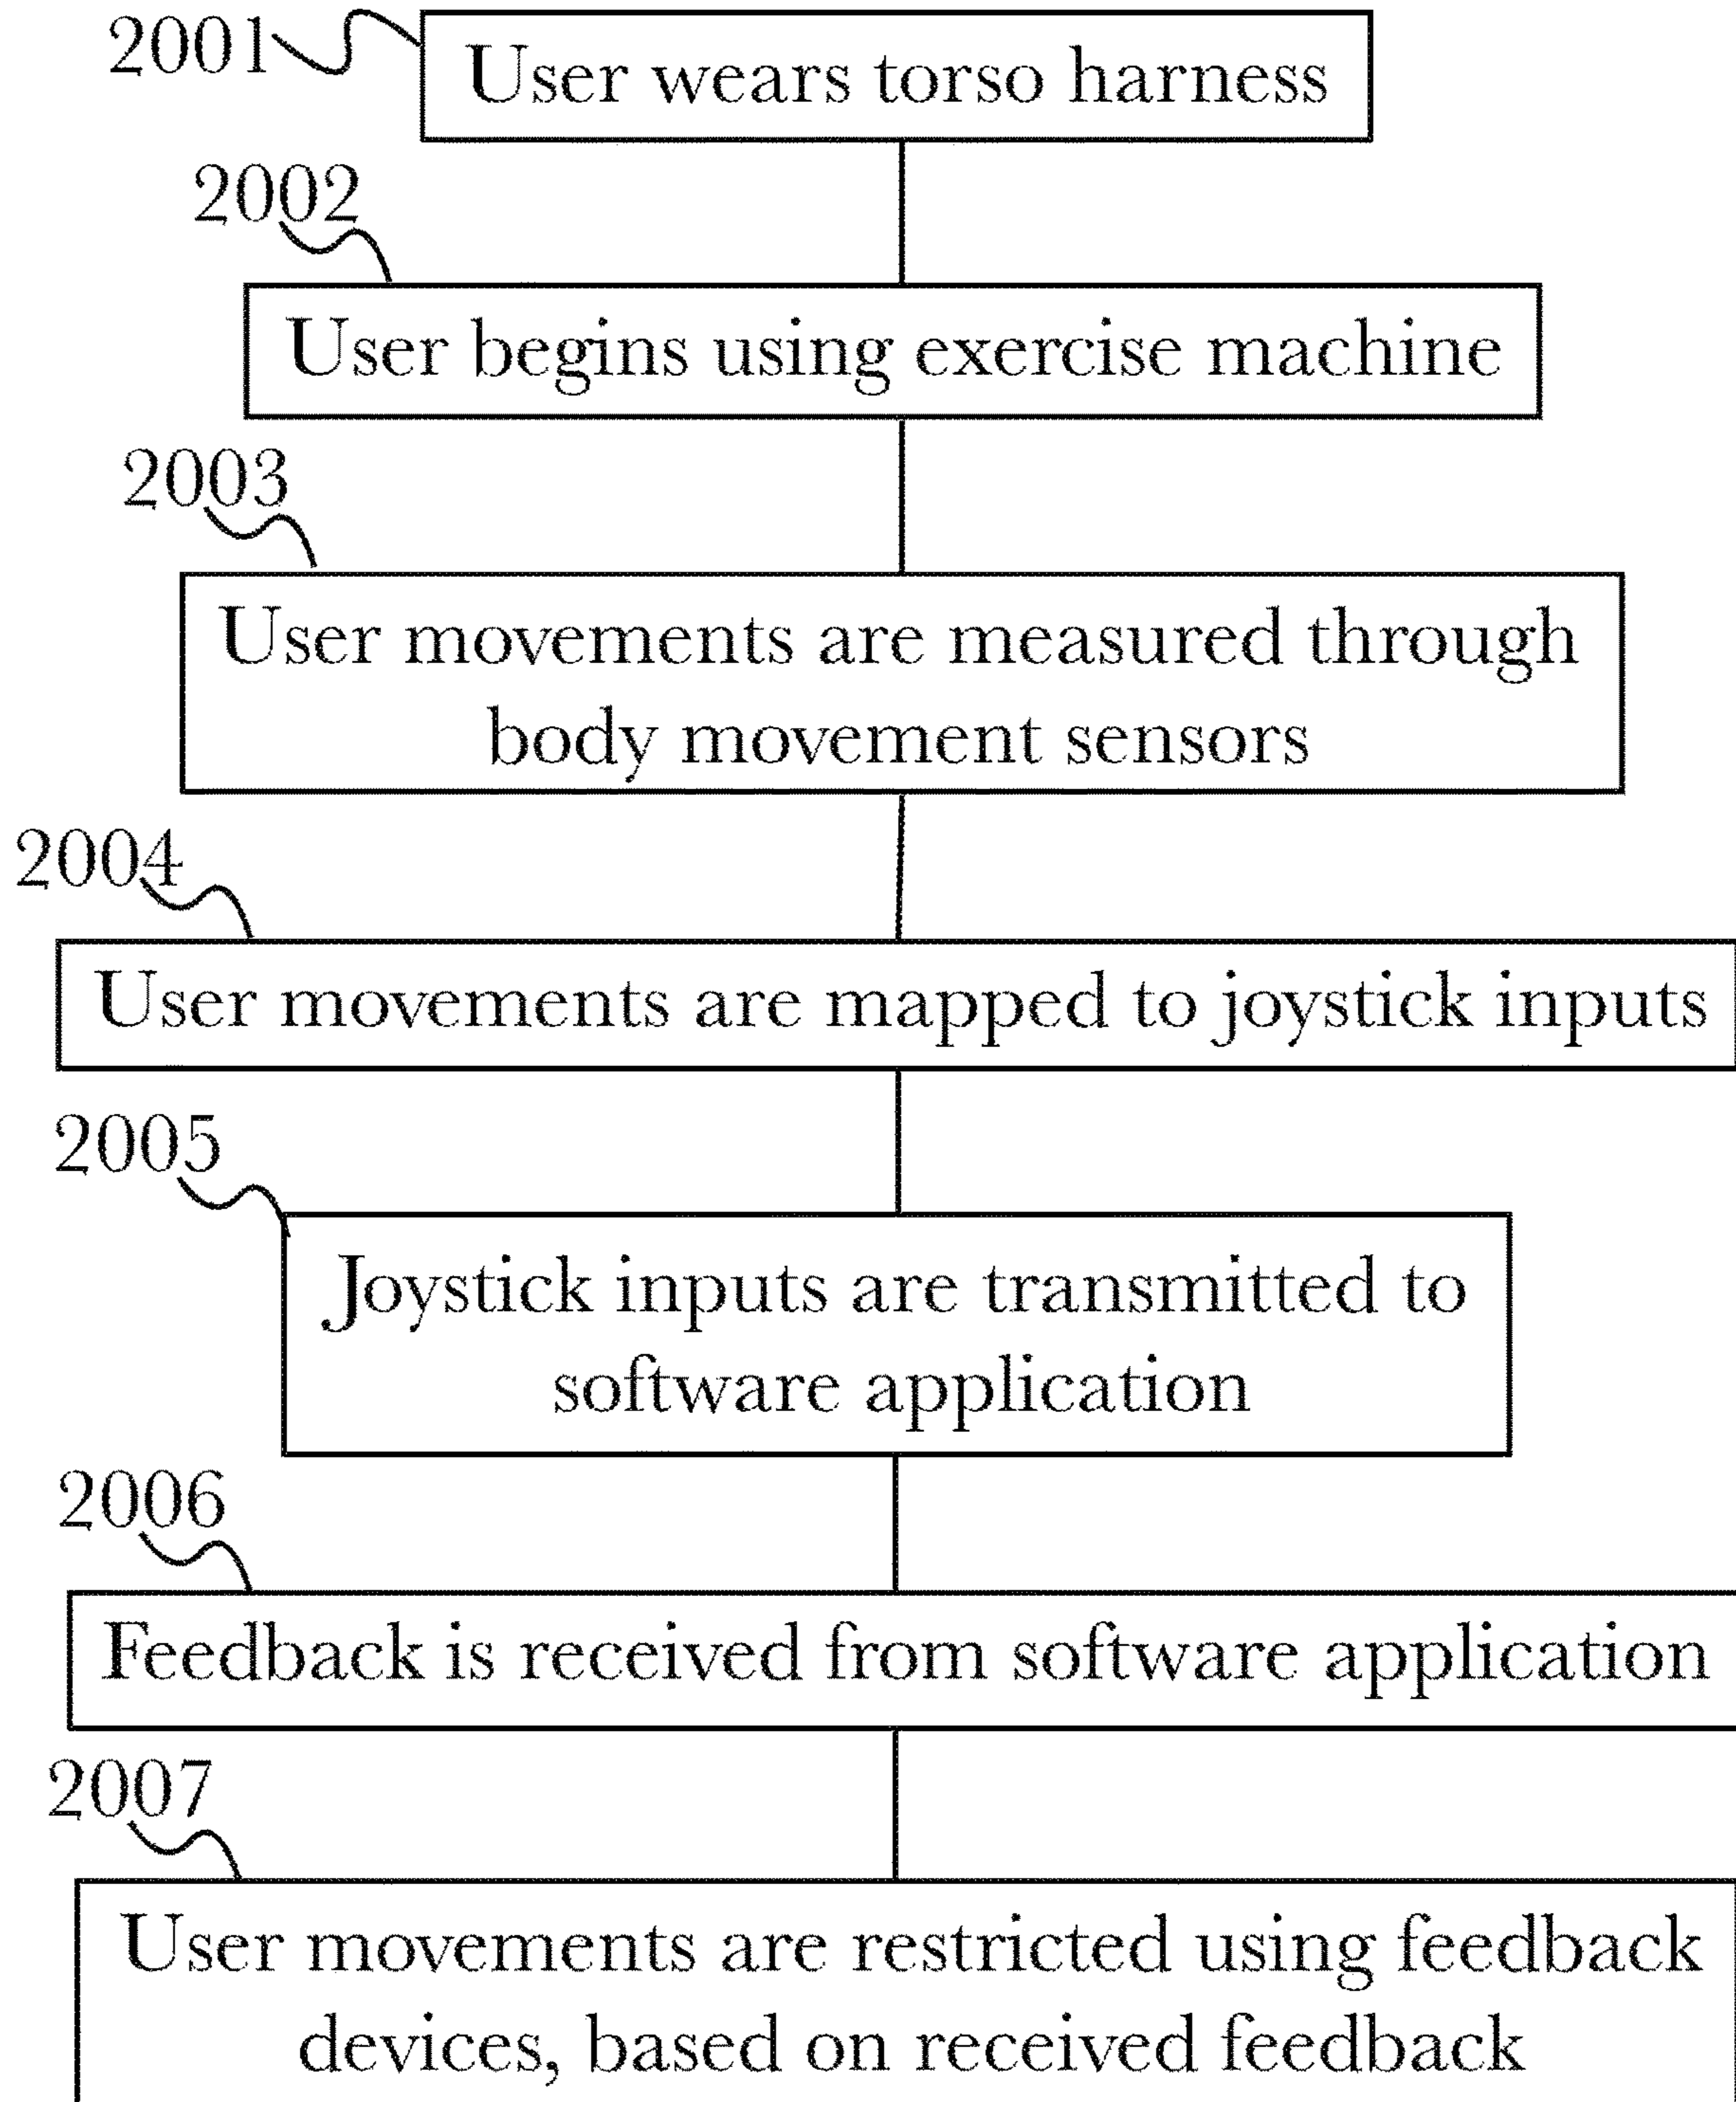 2001
User wears torso harness
2002
User begins using exercise machine
2003
User movements are measured through
body movement sensors
2004
User movements are mapped to joystick inputs
2005
Joystick inputs are transmitted to
software application
2006
Feedback is received from software application
2007
User movements are restricted using feedback
devices, based on received feedback